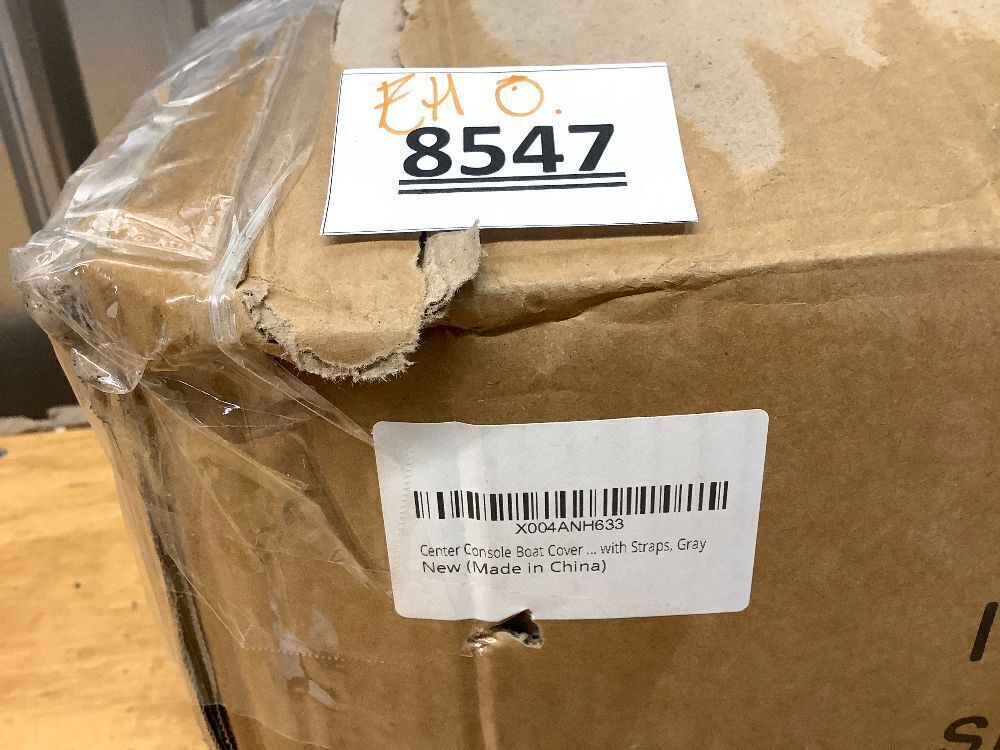 EH O.
8547
X004ANH633
Center Console Boat Cover ... with Straps, Gray
New (Made in China)